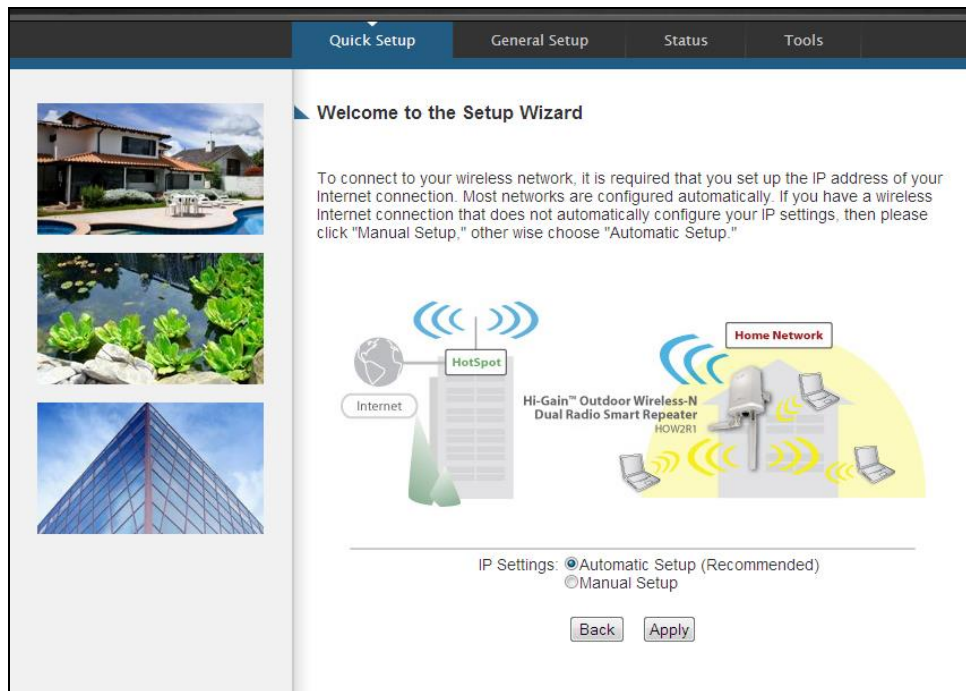 Quick Setup General Setup Status Tools
Welcome to the Setup Wizard
To connect to your wireless network, it is required that you set up the IP address of your
Internet connection. Most networks are configured automatically. If you have a wireless
Internet connection that does not automatically configure your IP settings, then please
click "Manual Setup," other wise choose "Automatic Setup."
HotSpot
Internet
Home Network
Hi-Gain™ Outdoor Wireless-N
Dual Radio Smart Repeater
HOW2R1
IP Settings: Automatic Setup (Recommended)
Manual Setup
Back Apply